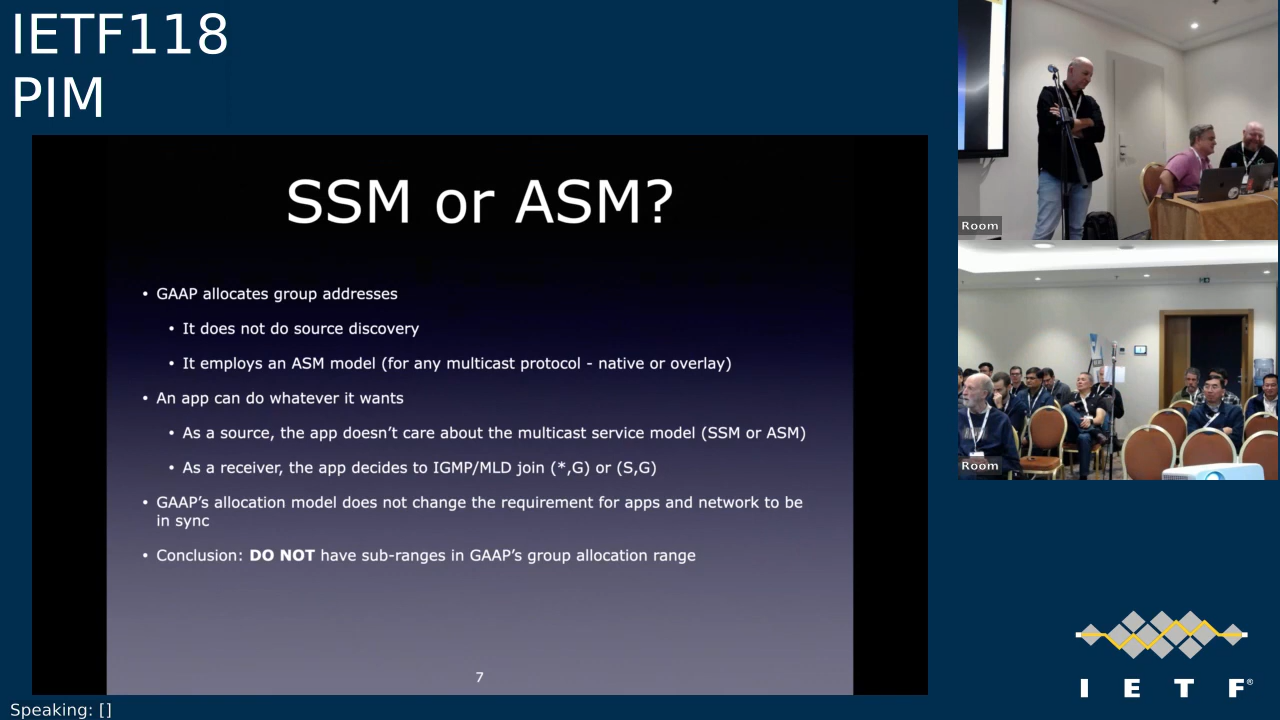 IETF118
PIM
SSM or ASM?
• GAAP allocates group addresses
• It does not do source discovery
• It employs an ASM model (for any multicast protocol - native or overlay)
• An app can do whatever it wants
• As a source, the app doesn’t care about the multicast service model (SSM or ASM)
• As a receiver, the app decides to IGMP/MLD join (*,G) or (S,G)
• GAAP’s allocation model does not change the requirement for apps and network to be
in sync
• Conclusion: DO NOT have sub-ranges in GAAP’s group allocation range
7
Room
Room
I E T F®
Speaking: []